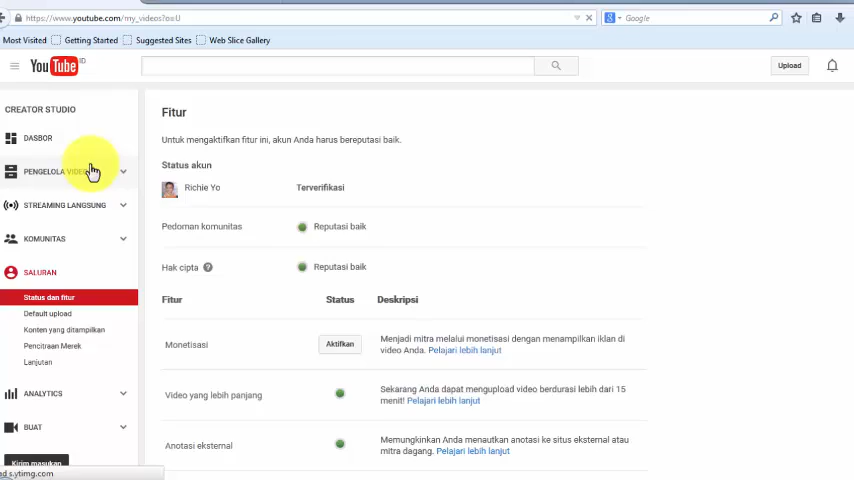 https://www.youtube.com/my_videos?o=U
Google
Most Visited
Getting Started
Suggested Sites
Web Slice Gallery
YouTube ID
Upload
CREATOR STUDIO
DASBOR
PENGELOLA
STREAMING LANGSUNG
KOMUNITAS
SALURAN
Status dan fitur
Default upload
Konten yang ditampilkan
Pencitraan Merek
Lanjutan
ANALYTICS
BUAT
Kirim masukan
s.ytimg.com
Fitur
Untuk mengaktifkan fitur ini, akun Anda harus bereputasi baik.
Status akun
Richie Yo
Terverifikasi
Pedoman komunitas
Reputasi baik
Hak cipta ?
Reputasi baik
Fitur Status Deskripsi
Monetisasi
Aktifkan
Menjadi mitra melalui monetisasi dengan menampilkan iklan di
video Anda. Pelajari lebih lanjut
Video yang lebih panjang
Sekarang Anda dapat mengupload video berdurasi lebih dari 15
menit! Pelajari lebih lanjut
Anotasi eksternal
Memungkinkan Anda menautkan anotasi ke situs eksternal atau
mitra dagang. Pelajari lebih lanjut